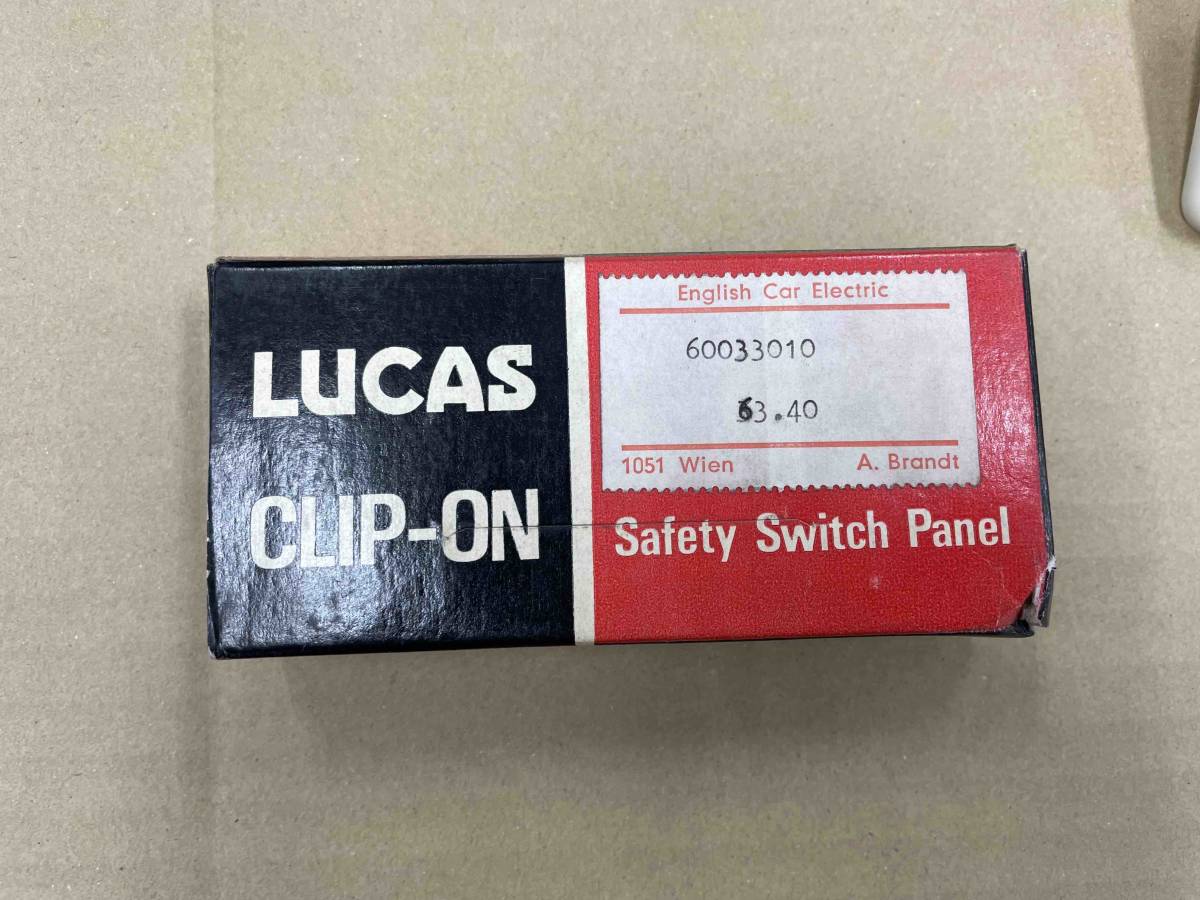 LUCAS
CLIP-ON
English Car Electric
60033010
63.40
1051 Wien A. Brandt
Safety Switch Panel